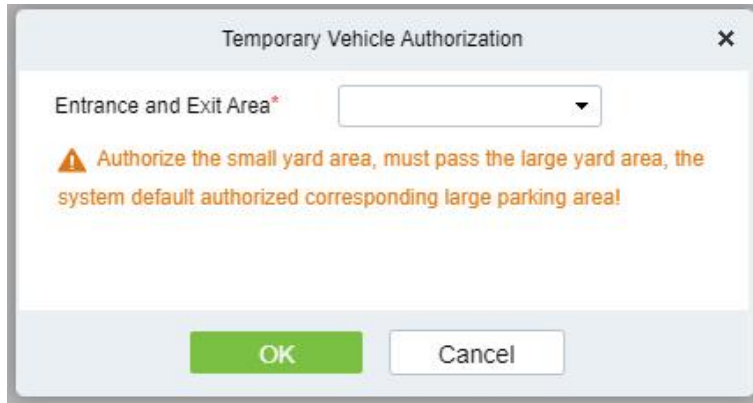 Temporary Vehicle Authorization ×
Entrance and Exit Area*
Authorize the small yard area, must pass the large yard area, the
system default authorized corresponding large parking area!
OK Cancel